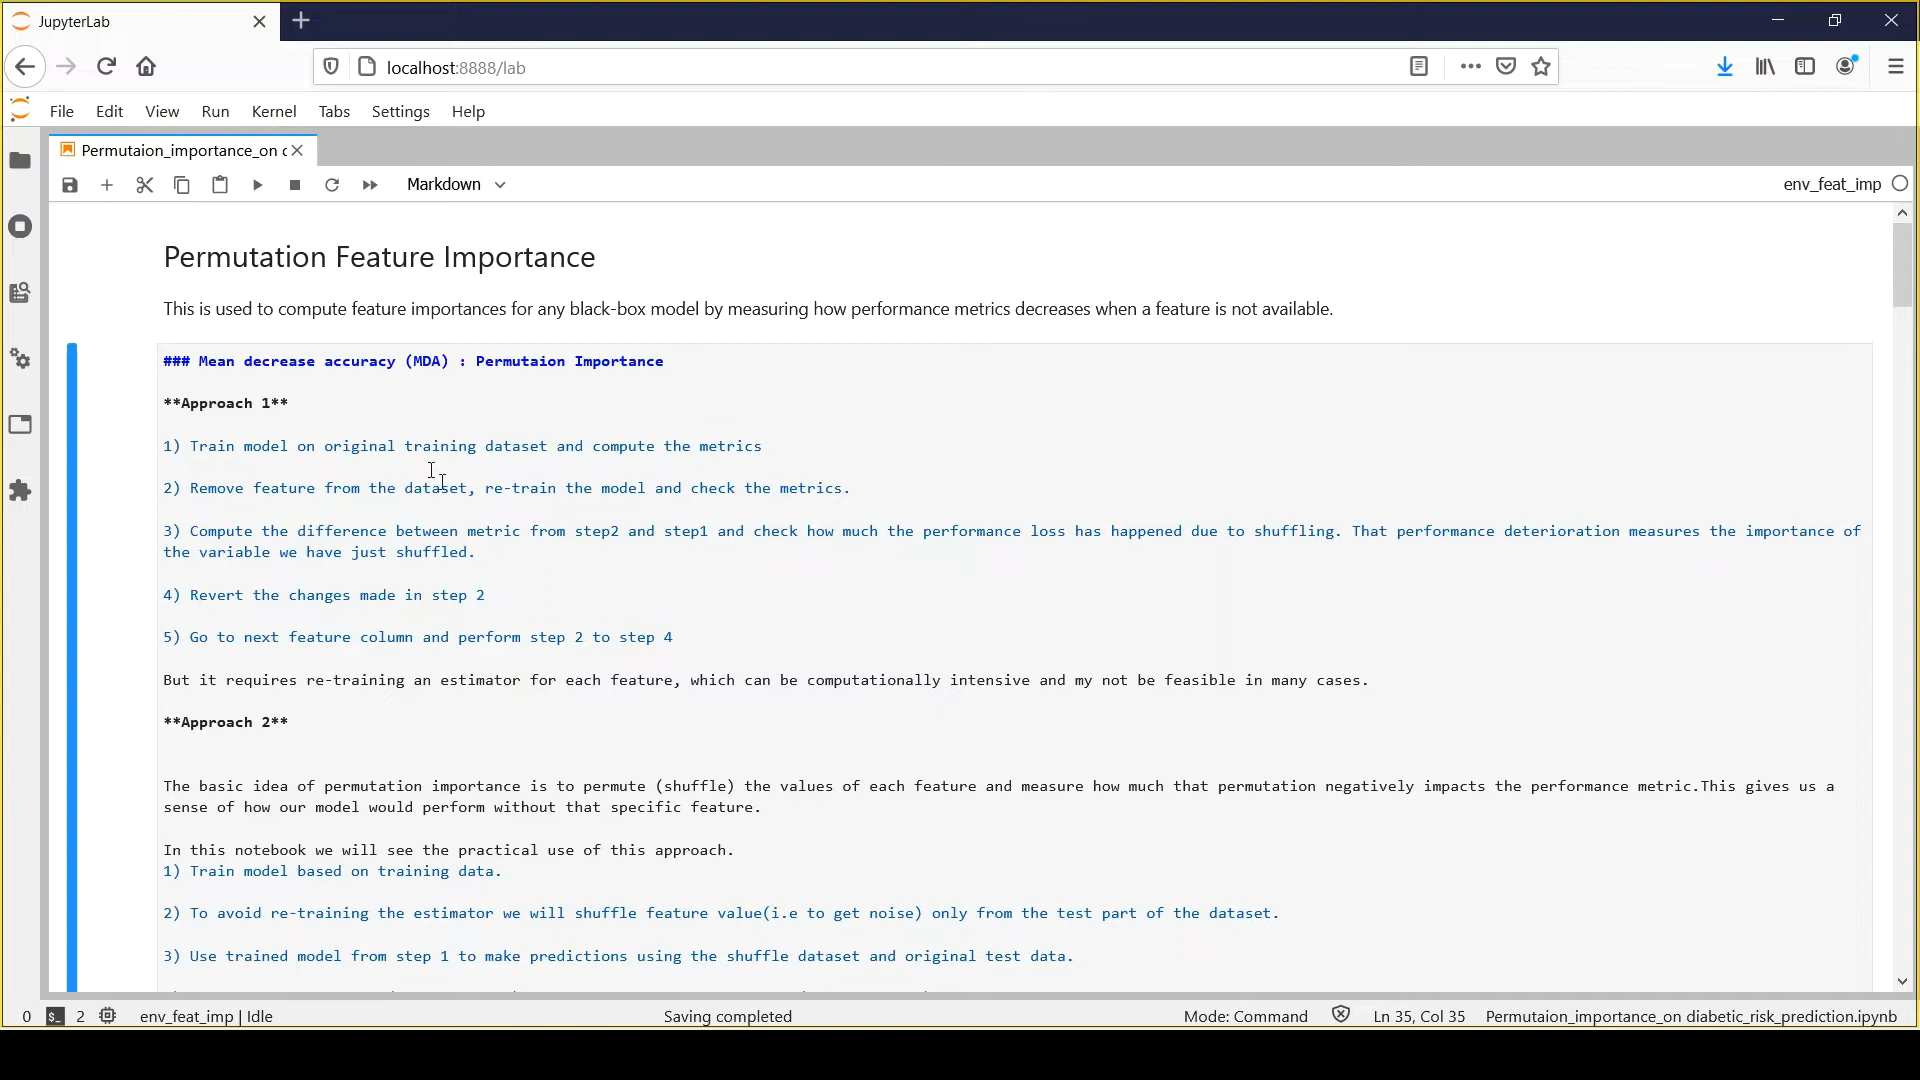 JupyterLab
localhost:8888/lab
File Edit View Run Kernel Tabs Settings Help
Permutaion_importance_on
Markdown
env_feat_imp
Permutation Feature Importance
This is used to compute feature importances for any black-box model by measuring how performance metrics decreases when a feature is not available.
### Mean decrease accuracy (MDA) : Permutaion Importance
**Approach 1**
1) Train model on original training dataset and compute the metrics
2) Remove feature from the dataset, re-train the model and check the metrics.
3) Compute the difference between metric from step2 and step1 and check how much the performance loss has happened due to shuffling. That performance deterioration measures the importance of
the variable we have just shuffled.
4) Revert the changes made in step 2
5) Go to next feature column and perform step 2 to step 4
But it requires re-training an estimator for each feature, which can be computationally intensive and my not be feasible in many cases.
**Approach 2**
The basic idea of permutation importance is to permute (shuffle) the values of each feature and measure how much that permutation negatively impacts the performance metric.This gives us a
sense of how our model would perform without that specific feature.
In this notebook we will see the practical use of this approach.
1) Train model based on training data.
2) To avoid re-training the estimator we will shuffle feature value(i.e to get noise) only from the test part of the dataset.
3) Use trained model from step 1 to make predictions using the shuffle dataset and original test data.
0 $_ 2 env_feat_imp | Idle Saving completed Mode: Command Ln 35, Col 35 Permutaion_importance_on diabetic_risk_prediction.ipynb